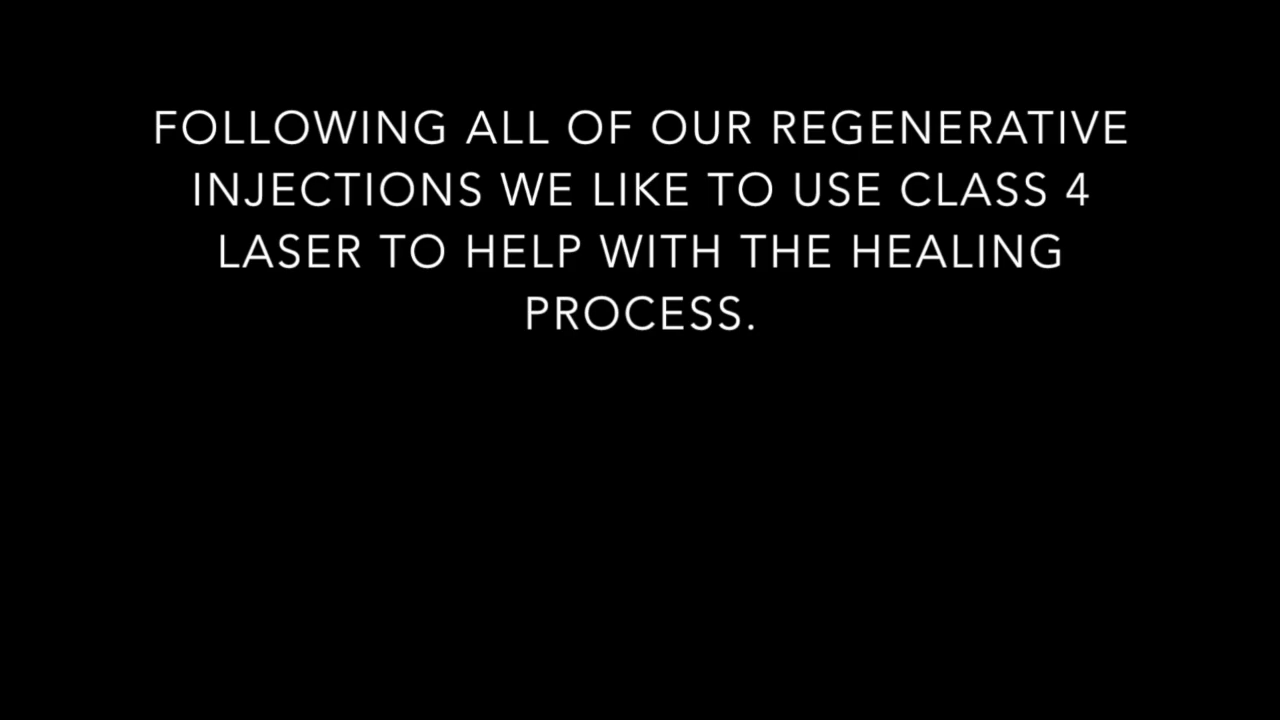 FOLLOWING ALL OF OUR REGENERATIVE
INJECTIONS WE LIKE TO USE CLASS 4
LASER TO HELP WITH THE HEALING
PROCESS.